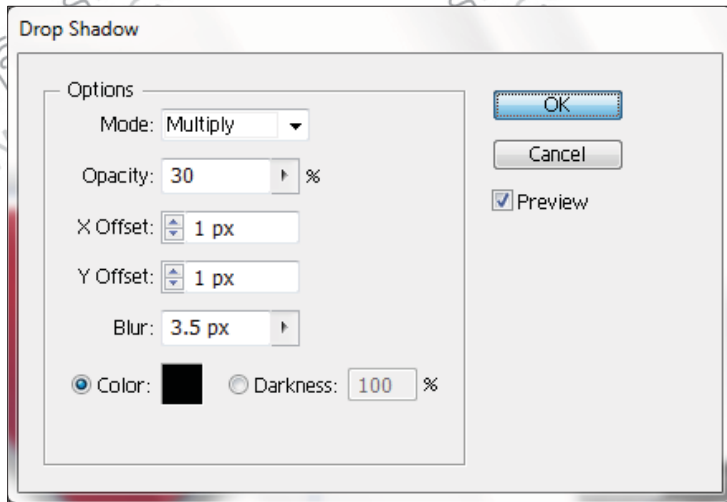 Drop Shadow
Options
Mode: Multiply
Opacity: 30 %
X Offset: 1 px
Y Offset: 1 px
Blur: 3.5 px
Color: Darkness: 100 %
OK
Cancel
Preview